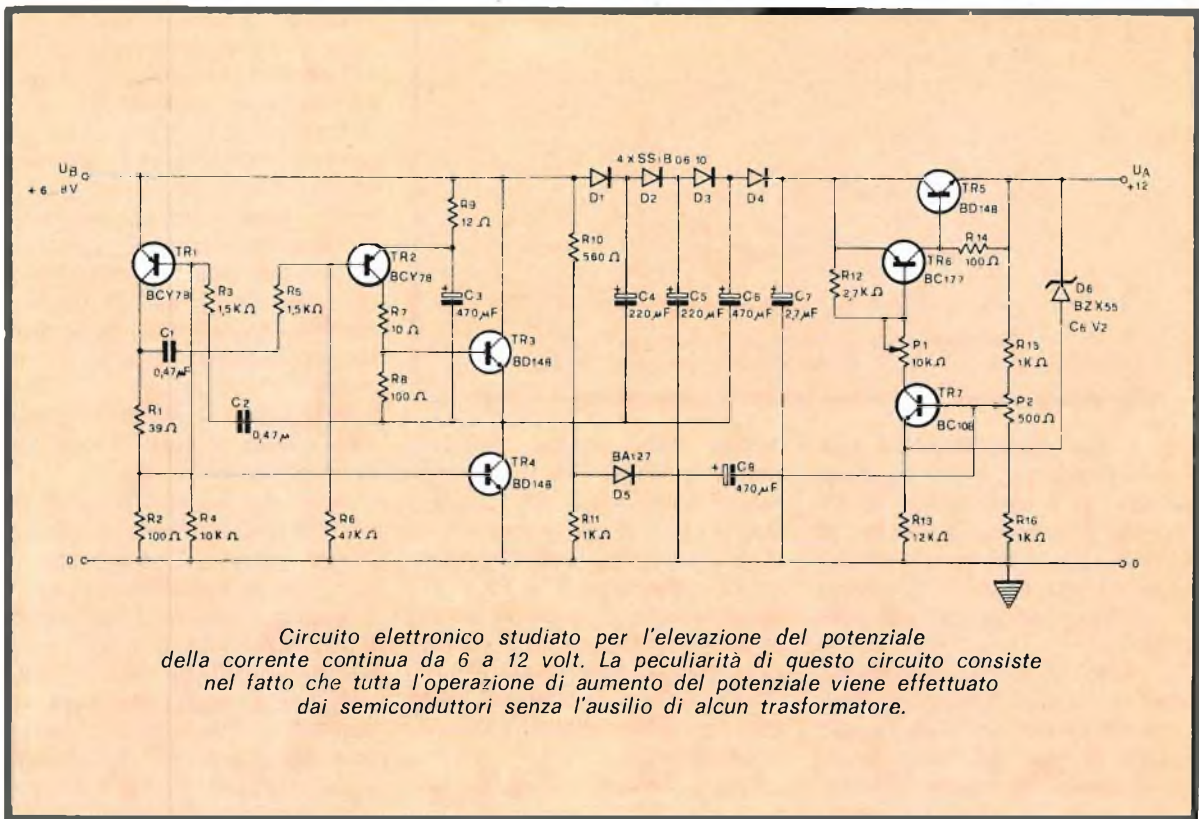 4 x SSiB 06 10
UB
+ 6 8V
UA
+12
D1
D2
D3
D4
TR5
BD148
R9
12 Ω
TR1
BCY78
TR2
BCY78
R3
1,5KΩ
R5
1,5KΩ
R10
560 Ω
R12
2,7KΩ
TR6
BC177
R14
100 Ω
D6
BZX55
C6 V2
C3
470µF
C4
220µF
C5
220µF
C6
470µF
C7
2,7µF
R7
10 Ω
C1
0,47µF
TR3
BD148
P1
10KΩ
R15
1KΩ
R8
100 Ω
R1
39Ω
C2
0,47µ
TR7
BC108
P2
500Ω
TR4
BD148
BA127
D5
C8
470µF
R2
100Ω
R4
10KΩ
R6
47KΩ
R11
1KΩ
R13
12KΩ
R16
1KΩ
0
0
Circuito elettronico studiato per l'elevazione del potenziale
della corrente continua da 6 a 12 volt. La peculiarità di questo circuito consiste
nel fatto che tutta l'operazione di aumento del potenziale viene effettuato
dai semiconduttori senza l'ausilio di alcun trasformatore.